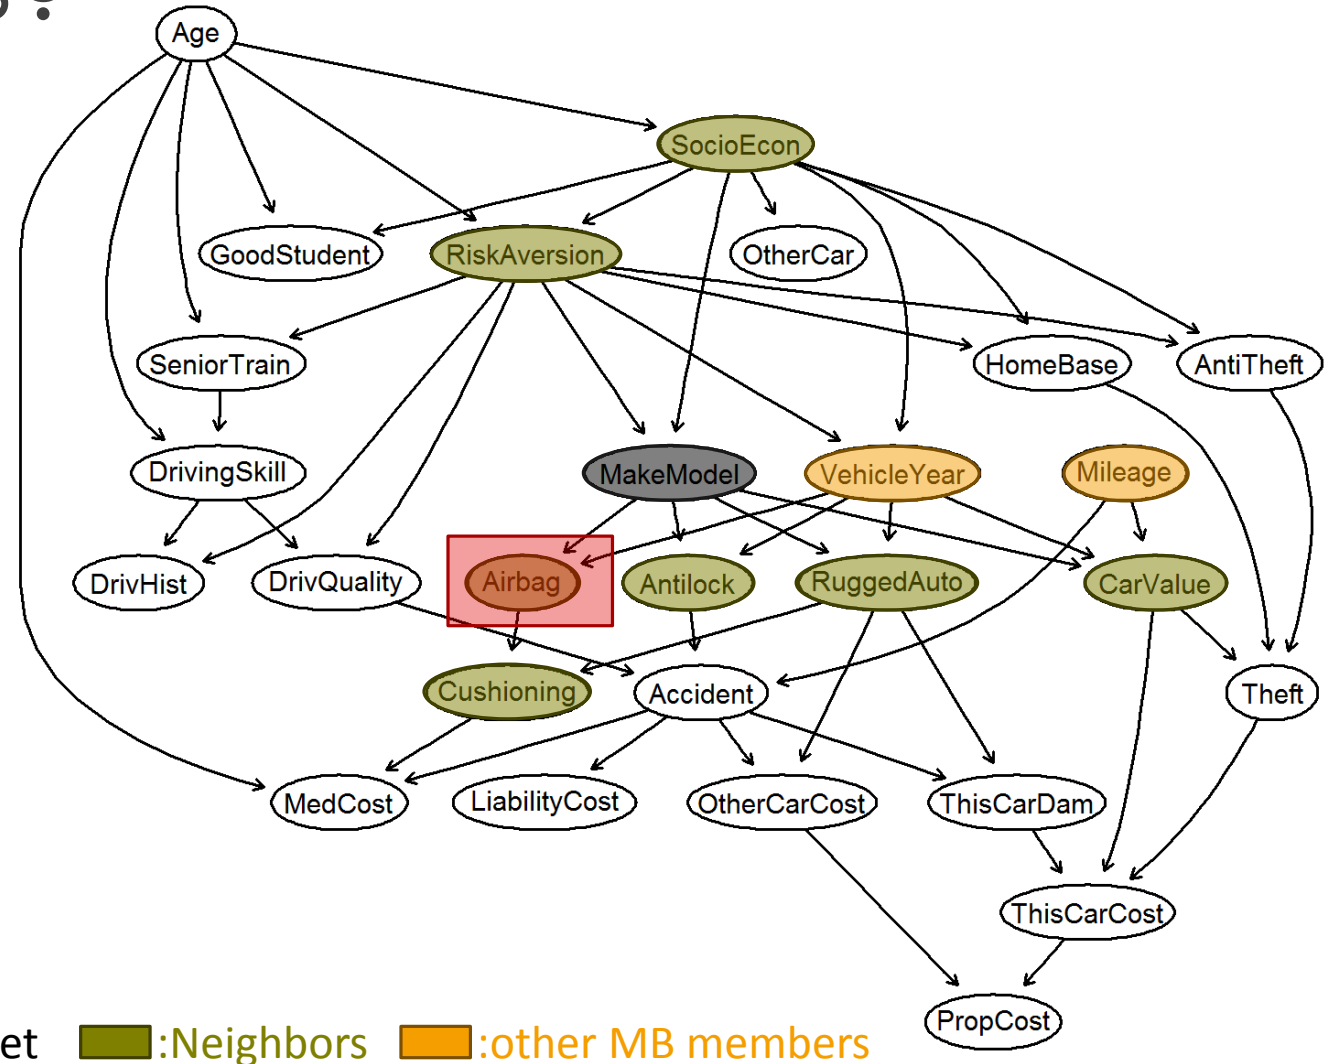 ?
Age
SocioEcon
GoodStudent RiskAversion OtherCar
SeniorTrain HomeBase AntiTheft
DrivingSkill MakeModel VehicleYear Mileage
DrivHist DrivQuality Airbag Antilock RuggedAuto CarValue
Cushioning Accident Theft
MedCost LiabilityCost OtherCarCost ThisCarDam
ThisCarCost
PropCost
et :Neighbors :other MB members